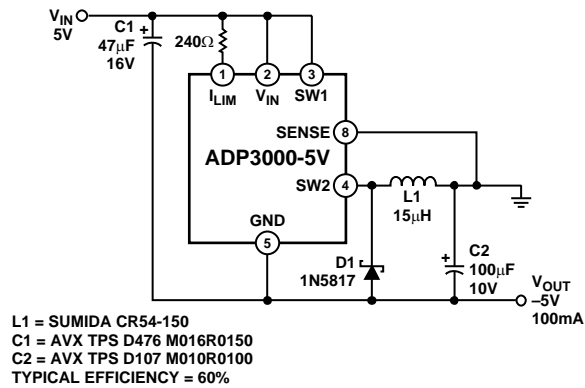 VIN
5V
C1
47μF
16V
+
240Ω
1
2
3
ILIM
VIN
SW1
SENSE
8
ADP3000-5V
SW2
4
L1
15μH
GND
5
D1
1N5817
+
C2
100μF
10V
VOUT
–5V
100mA
L1 = SUMIDA CR54-150
C1 = AVX TPS D476 M016R0150
C2 = AVX TPS D107 M010R0100
TYPICAL EFFICIENCY = 60%